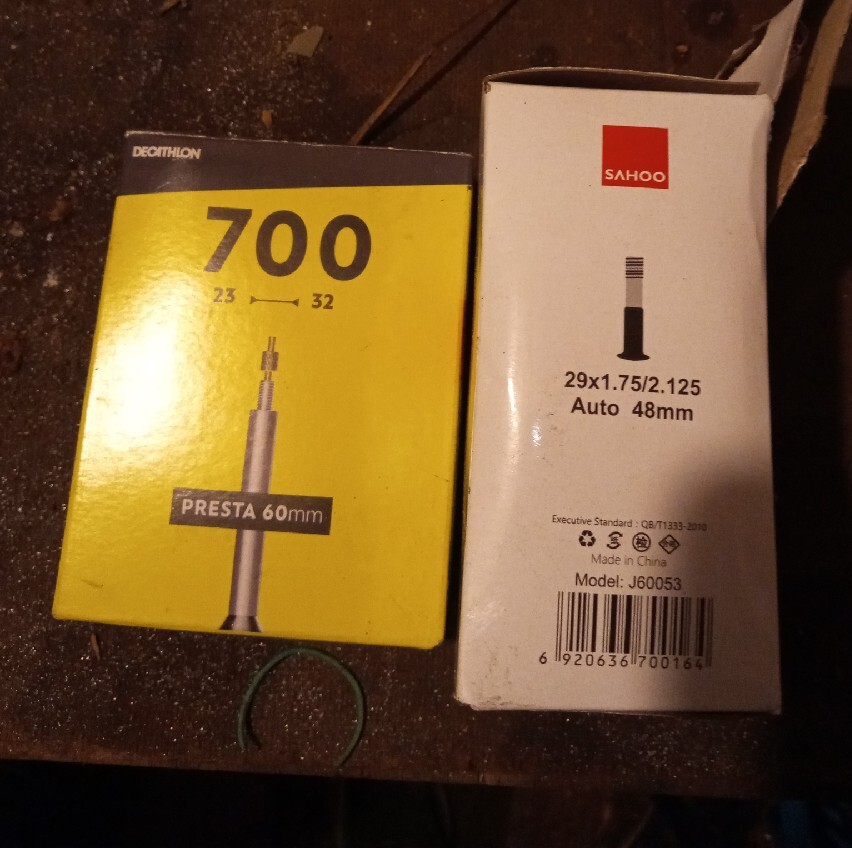 DECATHLON
700
23 32
PRESTA 60mm
SAHOO
29x1.75/2.125
Auto 48mm
Executive Standard : QB/T1333-2010
Made in China
Model: J60053
6 920636 700164